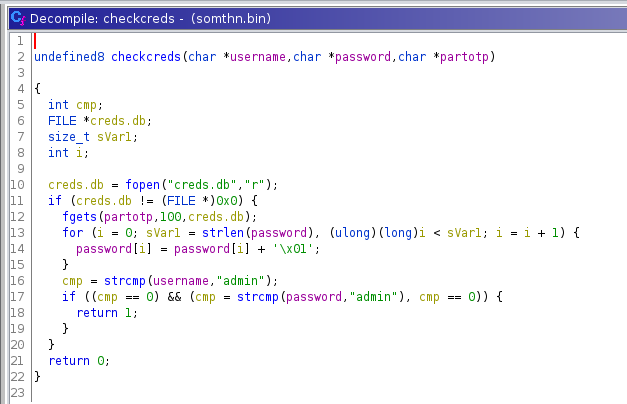 Decompile: checkcreds - (somthn.bin)
1
2 undefined8 checkcreds(char *username,char *password,char *partotp)
3
4 {
5   int cmp;
6   FILE *creds.db;
7   size_t sVar1;
8   int i;
9
10   creds.db = fopen("creds.db","r");
11   if (creds.db != (FILE *)0x0) {
12     fgets(partotp,100,creds.db);
13     for (i = 0; sVar1 = strlen(password), (ulong)(long)i < sVar1; i = i + 1) {
14       password[i] = password[i] + '\x01';
15     }
16     cmp = strcmp(username,"admin");
17     if ((cmp == 0) && (cmp = strcmp(password,"admin"), cmp == 0)) {
18       return 1;
19     }
20   }
21   return 0;
22 }
23